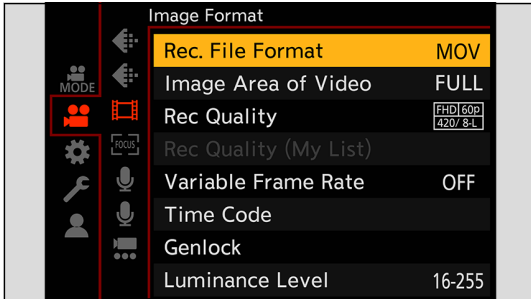 Image Format
Rec. File Format MOV
MODE
Image Area of Video FULL
Rec Quality FHD 60p
420/ 8-L
FOCUS
Rec Quality (My List)
Variable Frame Rate OFF
Time Code
Genlock
Luminance Level 16-255